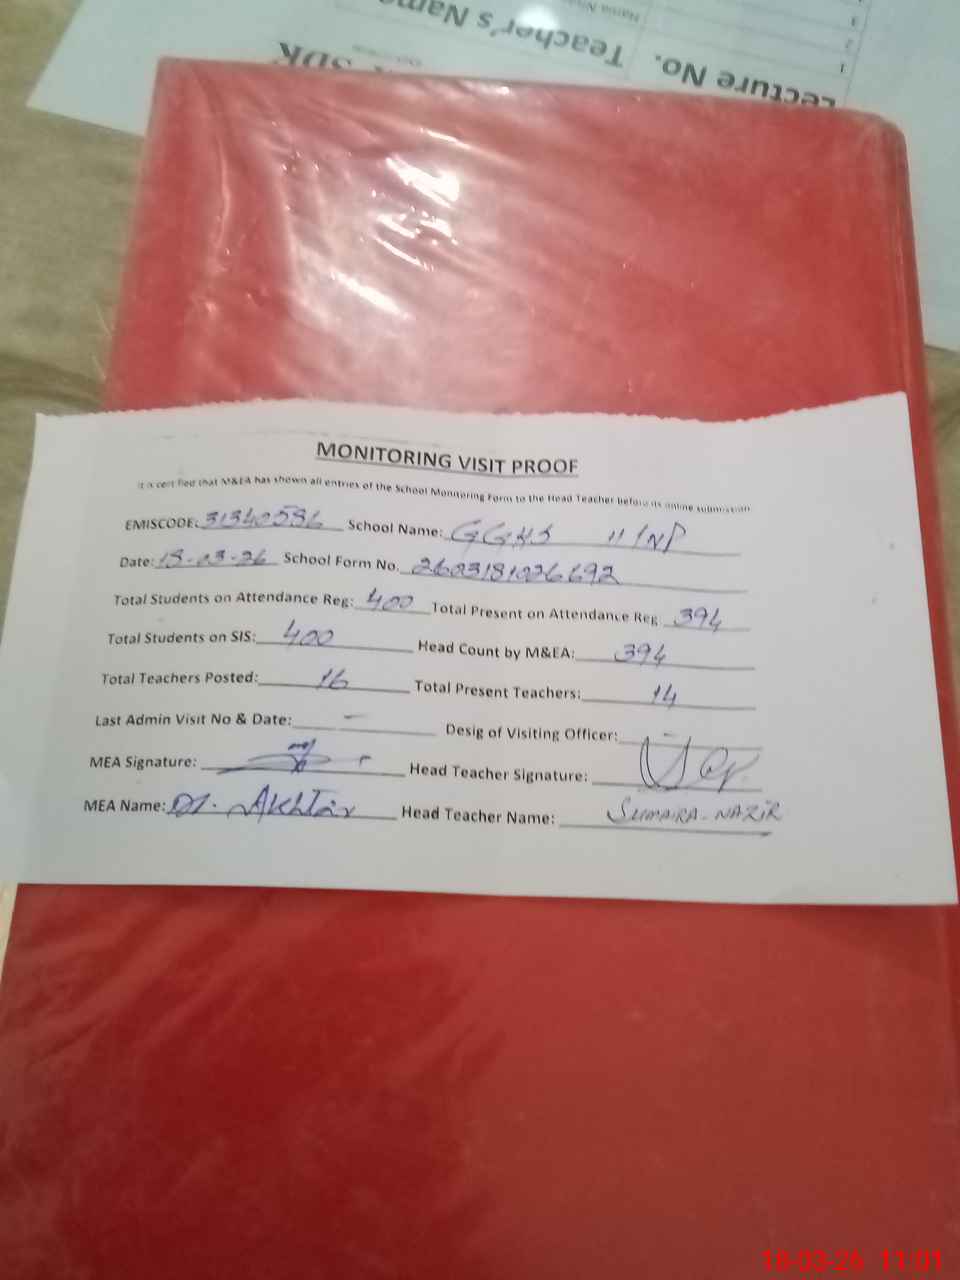 Teacher's Name
Lecture No.
1
2
3
MONITORING VISIT PROOF
It is certified that M&EA has shown all entries of the School Monitoring Form to the Head Teacher before its online submission
EMISCODE: 31340586 School Name: GGHS 11/NP
Date: 18-03-26 School Form No. 2603181026692
Total Students on Attendance Reg: 400 Total Present on Attendance Reg 394
Total Students on SIS: 400 Head Count by M&EA: 394
Total Teachers Posted: 16 Total Present Teachers: 14
Last Admin Visit No & Date: - Desig of Visiting Officer: -
MEA Signature: Head Teacher Signature:
MEA Name: Akhtar Head Teacher Name: SUMAIRA-NAZIR
18-03-26 11:01